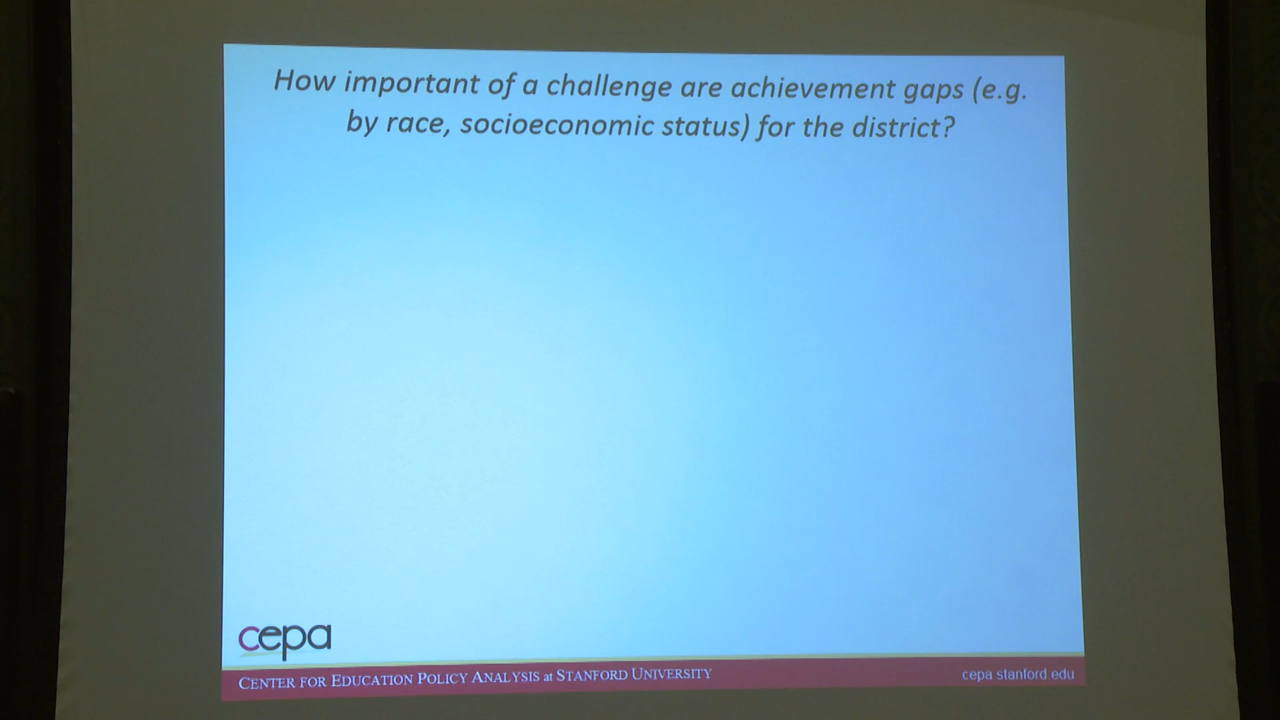 How important of a challenge are achievement gaps (e.g.
by race, socioeconomic status) for the district?
cepa
CENTER FOR EDUCATION POLICY ANALYSIS at STANFORD UNIVERSITY
cepa stanford edu